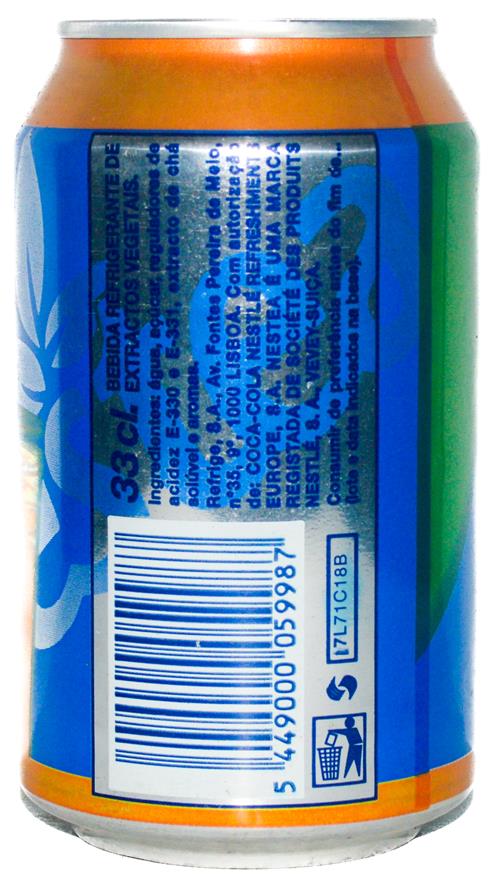 33 cl. BEBIDA REFRIGERANTE DE
EXTRACTOS VEGETAIS.
Ingredientes: água, açúcar, reguladores de
acidez E-330 e E-331, extracto de chá
solúvel e aromas.
Refrige, S.A., Av. Fontes Pereira de Melo,
nº35, 9º, 1000 LISBOA. Com autorização
de: COCA-COLA NESTLÉ REFRESHMENTS
EUROPE, S.A. NESTEA É UMA MARCA
REGISTADA DE SOCIÉTÉ DES PRODUITS
NESTLÉ, S. A. VEVEY-SUIÇA.
Consumir de preferência antes do fim de...
(lote e data indicados na base).
5 449000 059987
17L71C18B